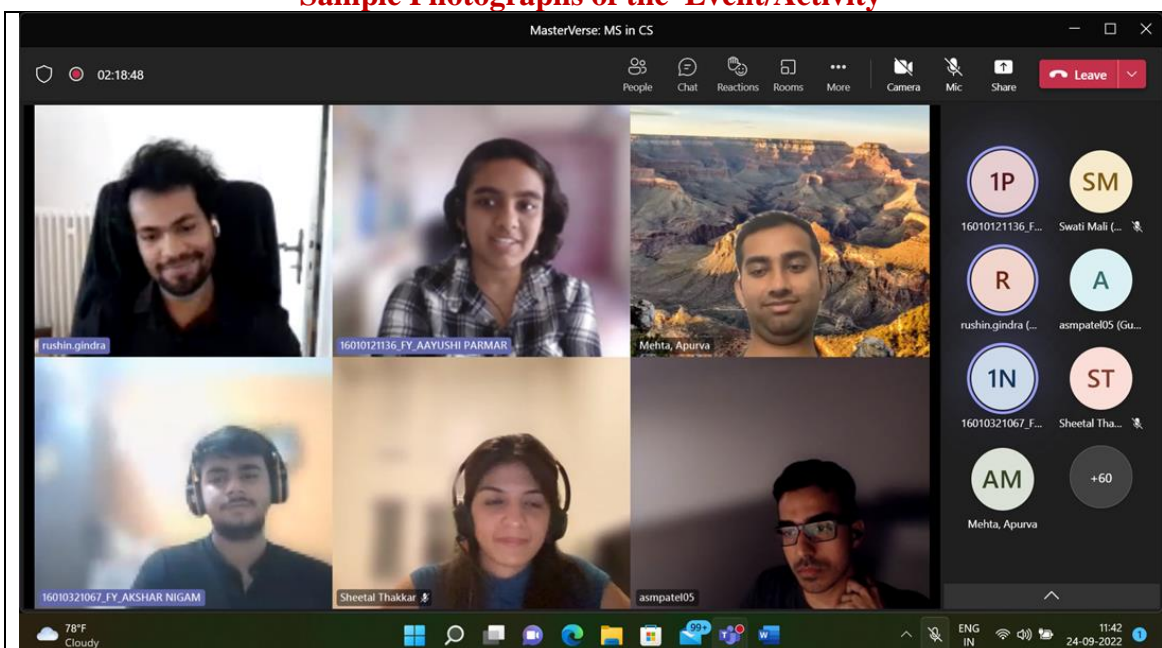 Sample Photographs of the Event/Activity
MasterVerse: MS in CS
02:18:48
People
Chat
Reactions
Rooms
More
Camera
Mic
Share
Leave
1P
SM
16010121136_F...
Swati Mali (...
R
A
rushin.gindra (...
asmpatel05 (Gu...
1N
ST
16010321067_F...
Sheetal Tha...
AM
+60
Mehta, Apurva
rushin.gindra
16010121136_FY_AAYUSHI PARMAR
Mehta, Apurva
16010321067_FY_AKSHAR NIGAM
Sheetal Thakkar
asmpatel05
78°F
Cloudy
99+
ENG
IN
11:42
24-09-2022
1